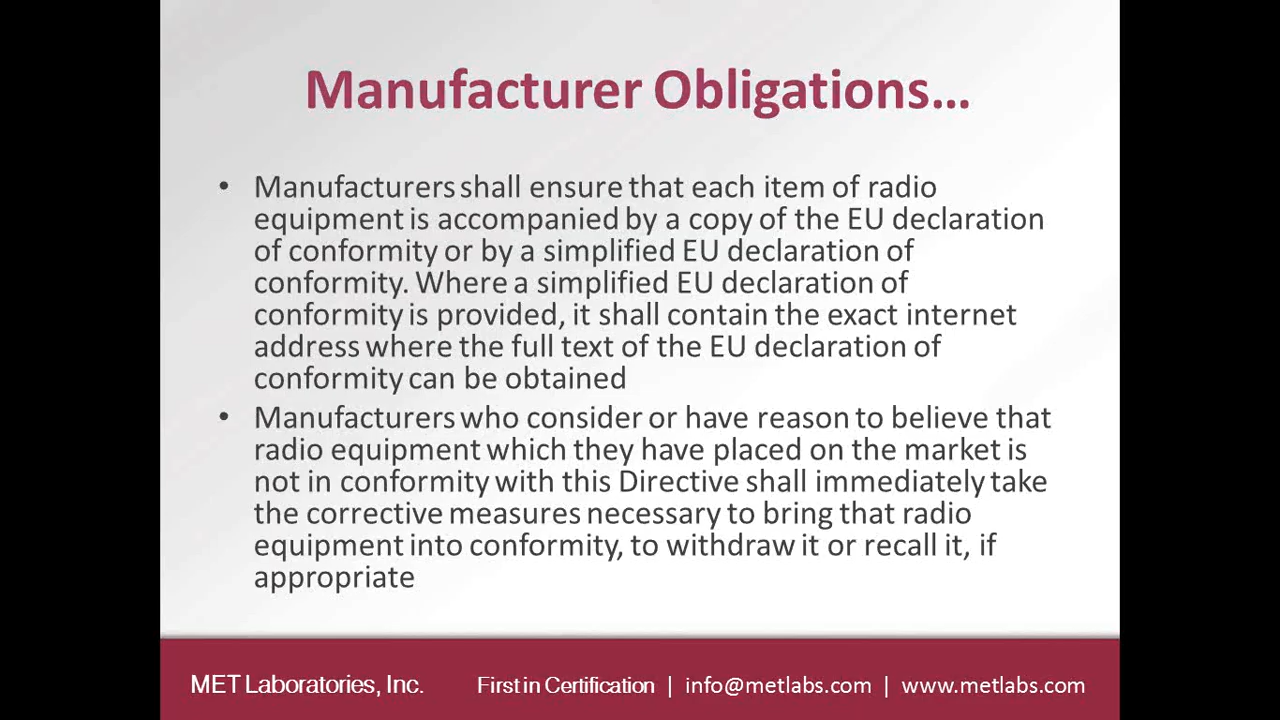 Manufacturer Obligations...
• Manufacturers shall ensure that each item of radio
equipment is accompanied by a copy of the EU declaration
of conformity or by a simplified EU declaration of
conformity. Where a simplified EU declaration of
conformity is provided, it shall contain the exact internet
address where the full text of the EU declaration of
conformity can be obtained
• Manufacturers who consider or have reason to believe that
radio equipment which they have placed on the market is
not in conformity with this Directive shall immediately take
the corrective measures necessary to bring that radio
equipment into conformity, to withdraw it or recall it, if
appropriate
MET Laboratories, Inc. First in Certification | info@metlabs.com | www.metlabs.com